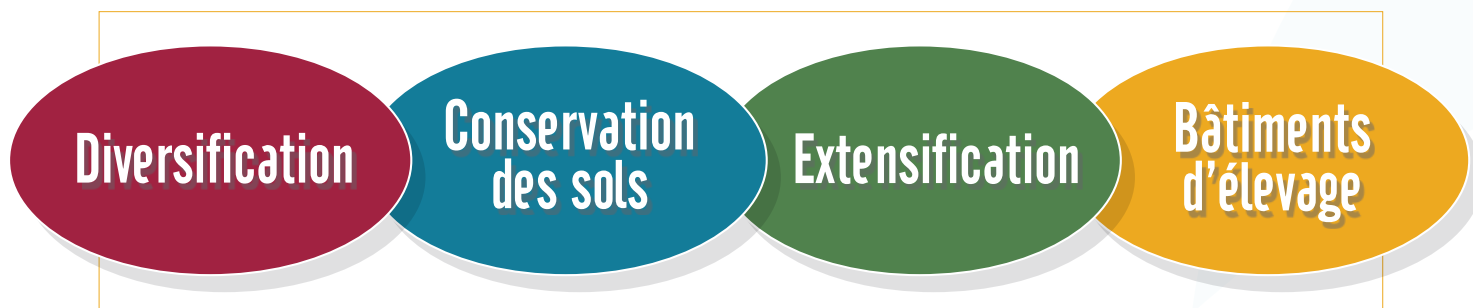 Diversification
Conservation
des sols
Extensification
Bâtiments
d'élevage